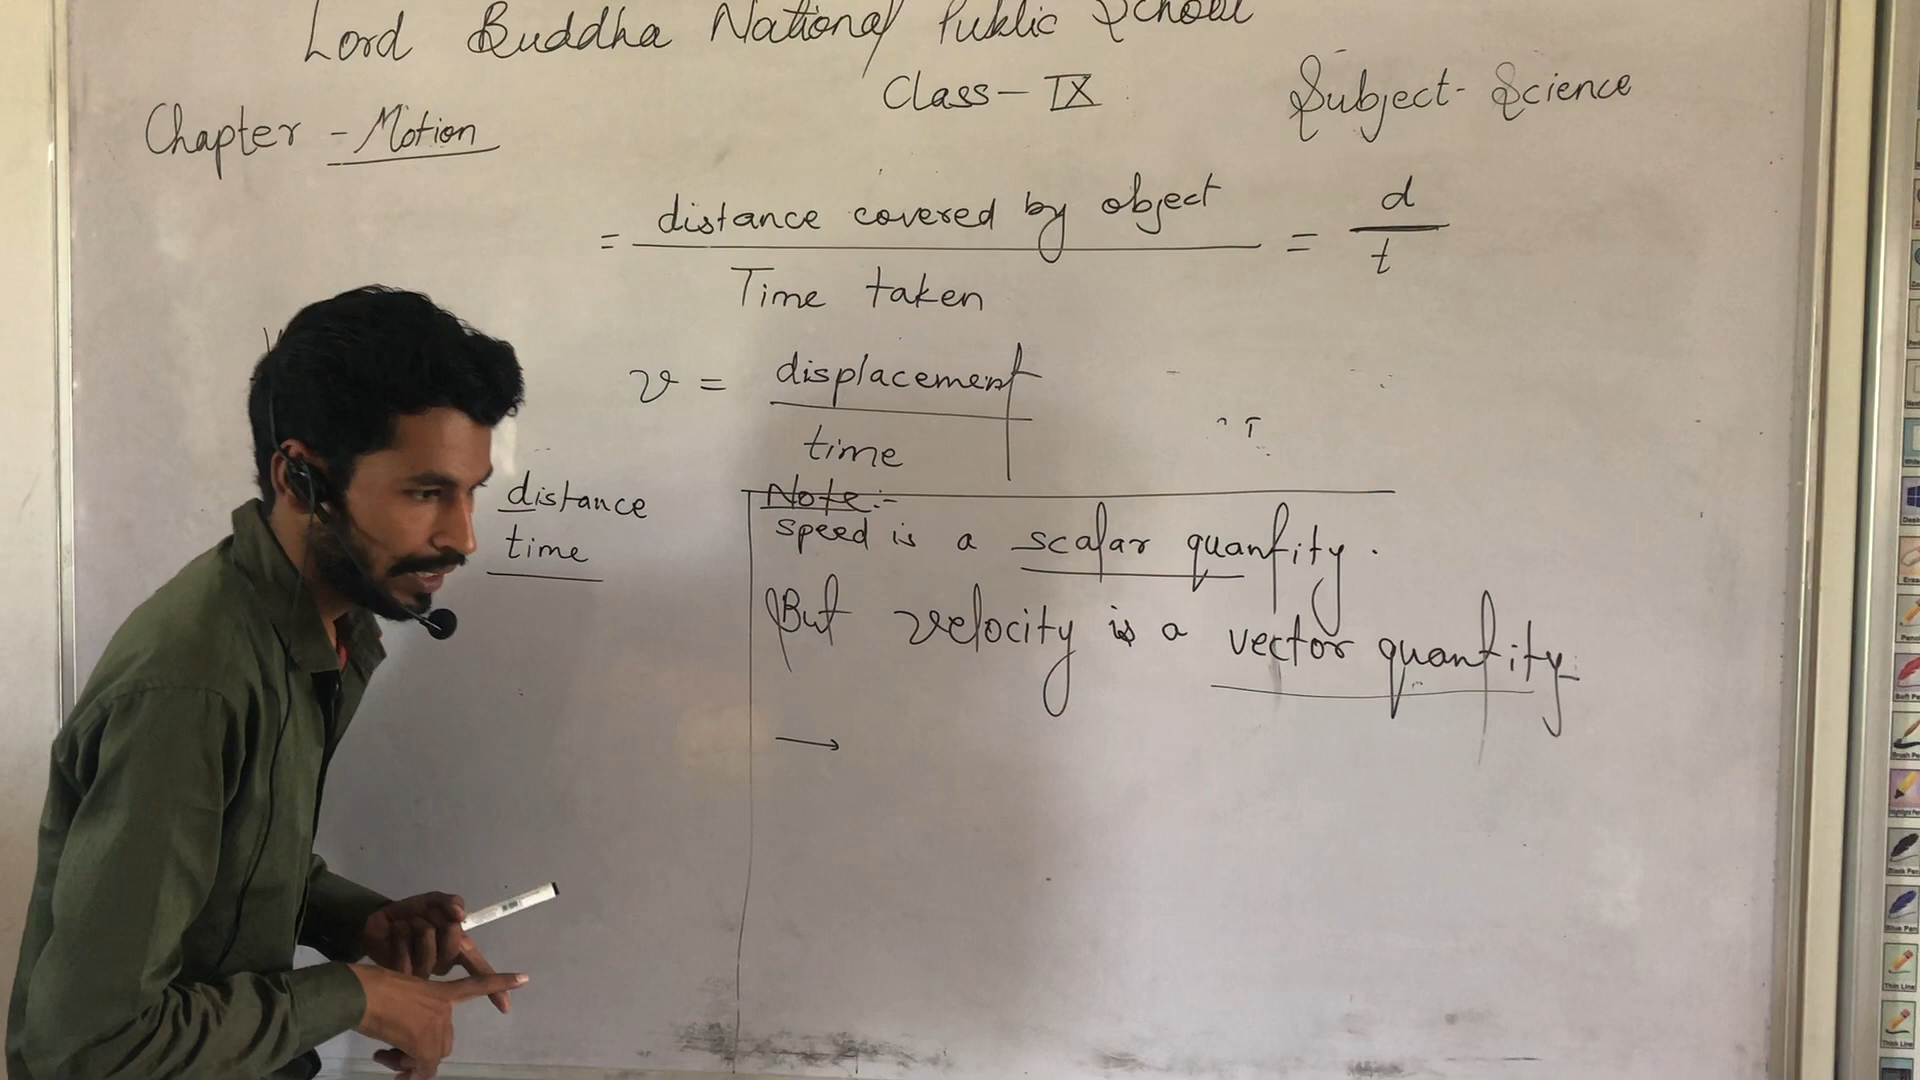 Lord Buddha National Public School
Class - IX
Subject - Science
Chapter - Motion
= distance covered by object / Time taken = d / t
v = displacement / time
distance
time
Note:-
speed is a scalar quantity.
But velocity is a vector quantity
→